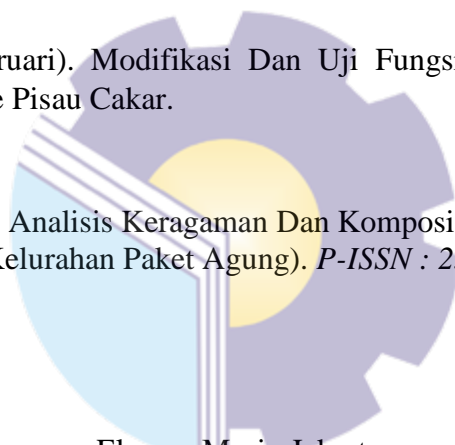 ruari). Modifikasi Dan Uji Fungsi
e Pisau Cakar.
Analisis Keragaman Dan Komposi
Kelurahan Paket Agung). P-ISSN : 2